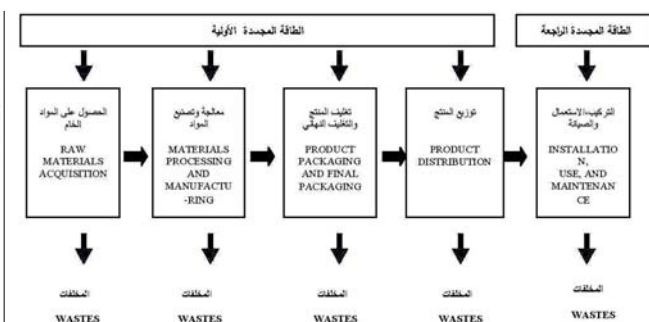 الطاقة المجسدة الأولية
الطاقة المجسدة الراجعة
الحصول على المواد
الخام
RAW
MATERIALS
ACQUISITION
معالجة وتصنيع
المواد
MATERIALS
PROCESSING
AND
MANUFACTU
-RING
تغليف المنتج
والتغليف النهائي
PRODUCT
PACKAGING
AND FINAL
PACKAGING
توزيع المنتج
PRODUCT
DISTRIBUTION
التركيب،الاستعمال
والصيانة
INSTALLATIO
N,
USE, AND
MAINTENAN
CE
المخلفات
WASTES
المخلفات
WASTES
المخلفات
WASTES
المخلفات
WASTES
المخلفات
WASTES